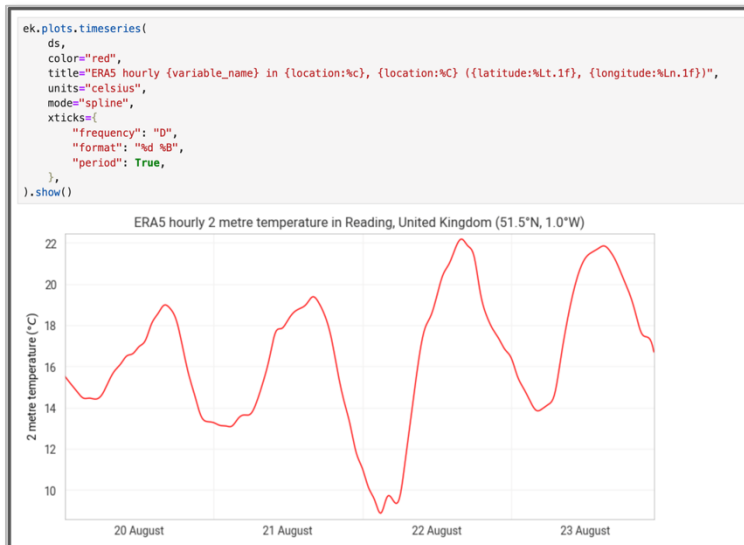 ek.plots.timeseries(
    ds,
    color="red",
    title="ERA5 hourly {variable_name} in {location:%c}, {location:%C} ({latitude:%Lt.1f}, {longitude:%Ln.1f})",
    units="celsius",
    mode="spline",
    xticks={
        "frequency": "D",
        "format": "%d %B",
        "period": True,
    },
).show()
ERA5 hourly 2 metre temperature in Reading, United Kingdom (51.5°N, 1.0°W)
2 metre temperature (°C)
22
20
18
16
14
12
10
20 August
21 August
22 August
23 August